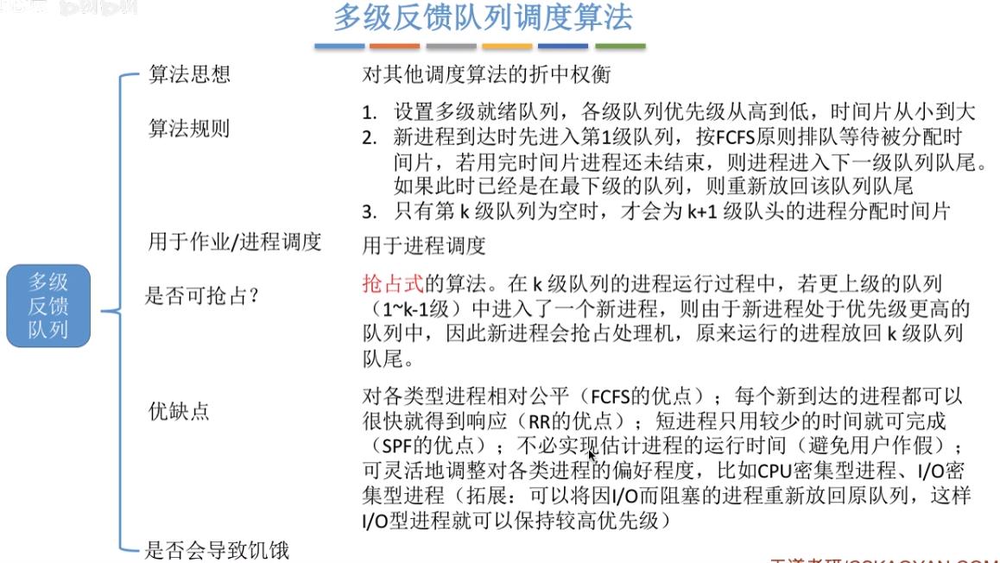 多级反馈队列调度算法
算法思想
对其他调度算法的折中权衡
算法规则
1. 设置多级就绪队列，各级队列优先级从高到低，时间片从小到大
2. 新进程到达时先进入第1级队列，按FCFS原则排队等待被分配时
间片，若用完时间片进程还未结束，则进程进入下一级队列队尾。
如果此时已经是在最下级的队列，则重新放回该队列队尾
3. 只有第 k 级队列为空时，才会为 k+1 级队头的进程分配时间片
用于作业/进程调度
用于进程调度
多级
反馈
队列
是否可抢占？
抢占式的算法。在 k 级队列的进程运行过程中，若更上级的队列
（1~k-1级）中进入了一个新进程，则由于新进程处于优先级更高的
队列中，因此新进程会抢占处理机，原来运行的进程放回 k 级队列
队尾。
优缺点
对各类型进程相对公平（FCFS的优点）；每个新到达的进程都可以
很快就得到响应（RR的优点）；短进程只用较少的时间就可完成
（SPF的优点）；不必实现估计进程的运行时间（避免用户作假）；
可灵活地调整对各类进程的偏好程度，比如CPU密集型进程、I/O密
集型进程（拓展：可以将因I/O而阻塞的进程重新放回原队列，这样
I/O型进程就可以保持较高优先级）
是否会导致饥饿